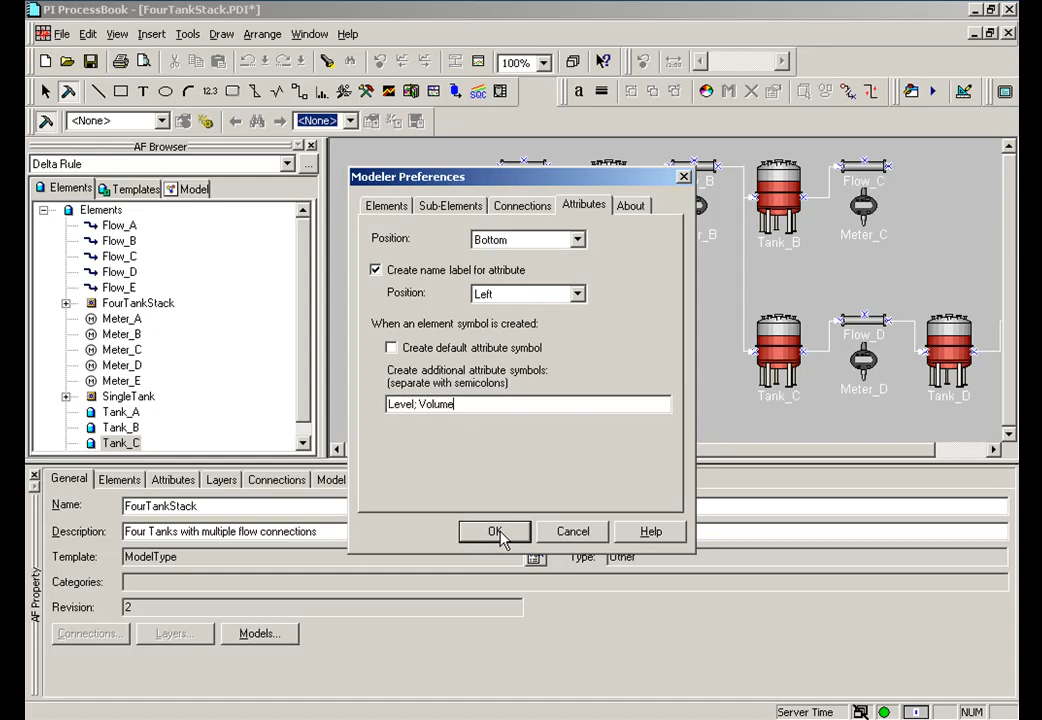 PI ProcessBook - [FourTankStack.PDI*]
File Edit View Insert Tools Draw Arrange Window Help
100%
T 12.3 SQC a M
<None> <None>
AF Browser
Delta Rule
Elements Templates Model
Elements
Flow_A
Flow_B
Flow_C
Flow_D
Flow_E
FourTankStack
Meter_A
Meter_B
Meter_C
Meter_D
Meter_E
SingleTank
Tank_A
Tank_B
Tank_C
Modeler Preferences
Elements Sub-Elements Connections Attributes About
Position: Bottom
Create name label for attribute
Position: Left
When an element symbol is created:
Create default attribute symbol
Create additional attribute symbols:
(separate with semicolons)
Level; Volume
OK Cancel Help
_B Flow_C
_B Tank_B Meter_C
Flow_D
Tank_C Meter_D Tank_D
AF Property
General Elements Attributes Layers Connections Model
Name: FourTankStack
Description: Four Tanks with multiple flow connections
Template: ModelType Type: Other
Categories:
Revision: 2
Connections... Layers... Models...
Server Time NUM